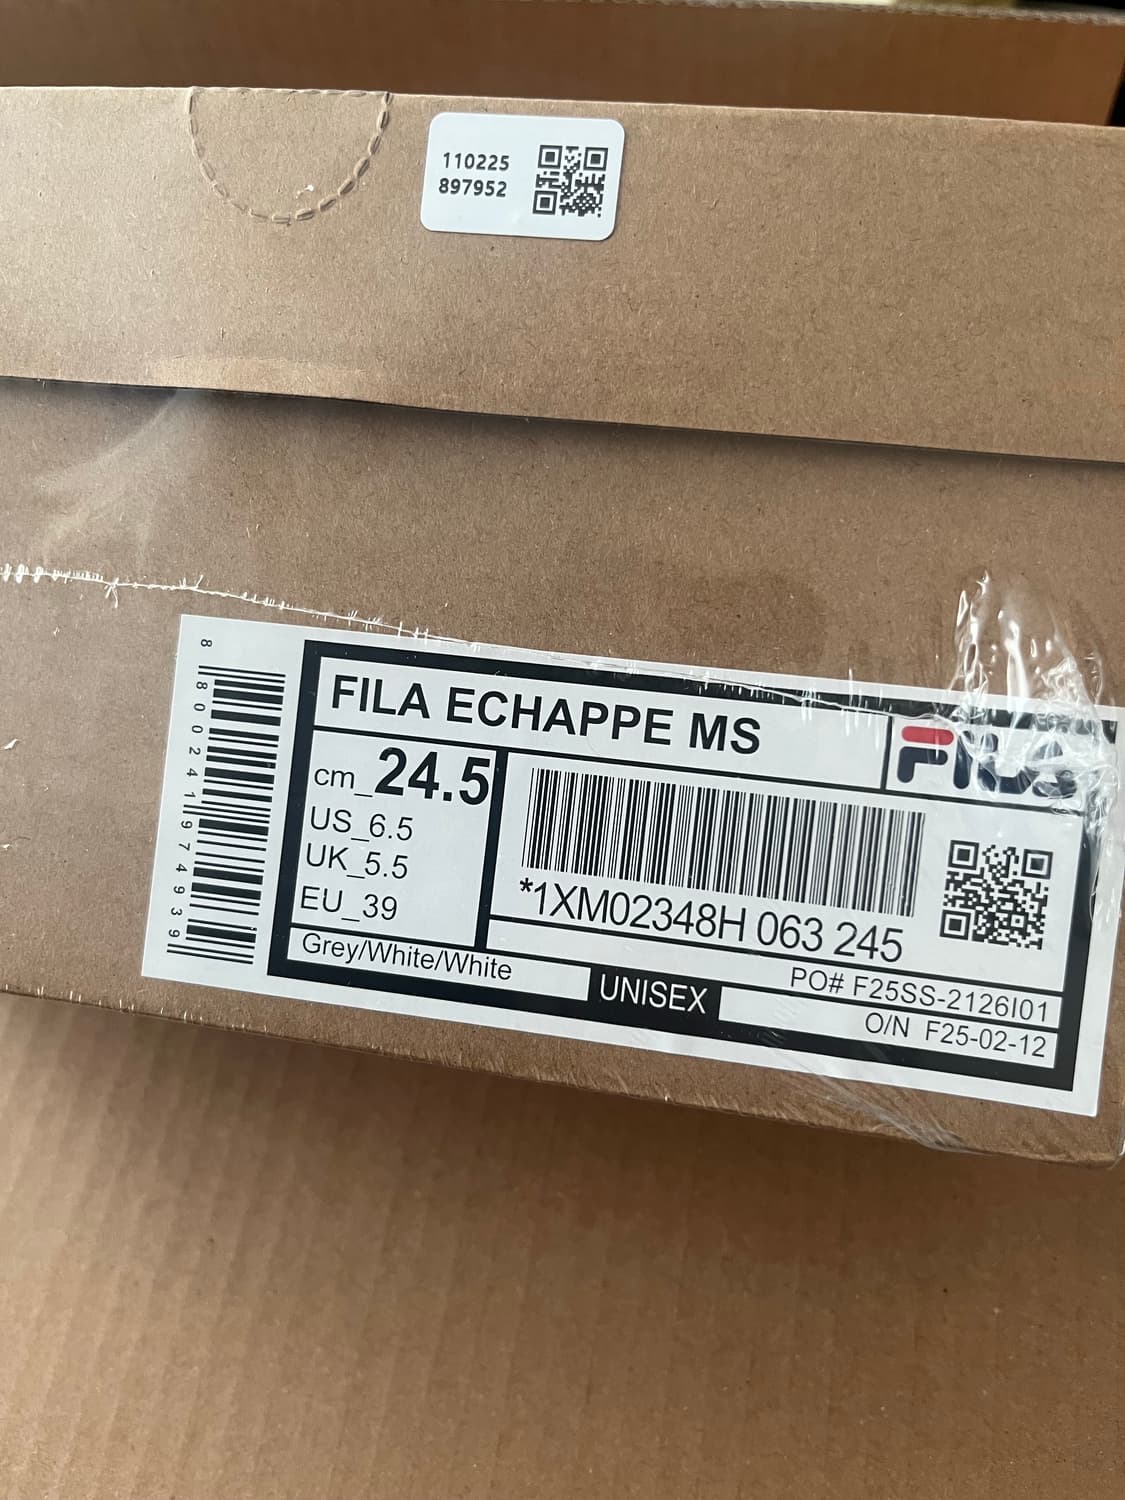 110225
897952
8 800241 974939
FILA ECHAPPE MS
FILA
cm_24.5
US_6.5
UK_5.5
EU_39
*1XM02348H 063 245
Grey/White/White
UNISEX
PO# F25SS-2126I01
O/N F25-02-12